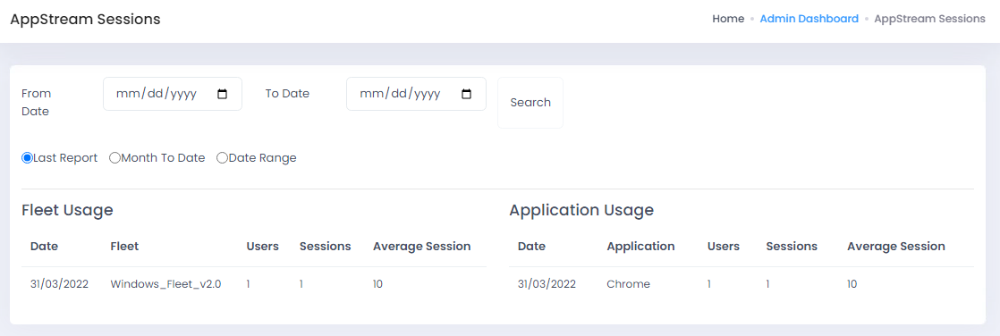 AppStream Sessions
Home • Admin Dashboard • AppStream Sessions
From Date
mm/dd/yyyy
To Date
mm/dd/yyyy
Search
Last Report Month To Date Date Range
Fleet Usage
Date Fleet Users Sessions Average Session
31/03/2022 Windows_Fleet_v2.0 1 1 10
Application Usage
Date Application Users Sessions Average Session
31/03/2022 Chrome 1 1 10